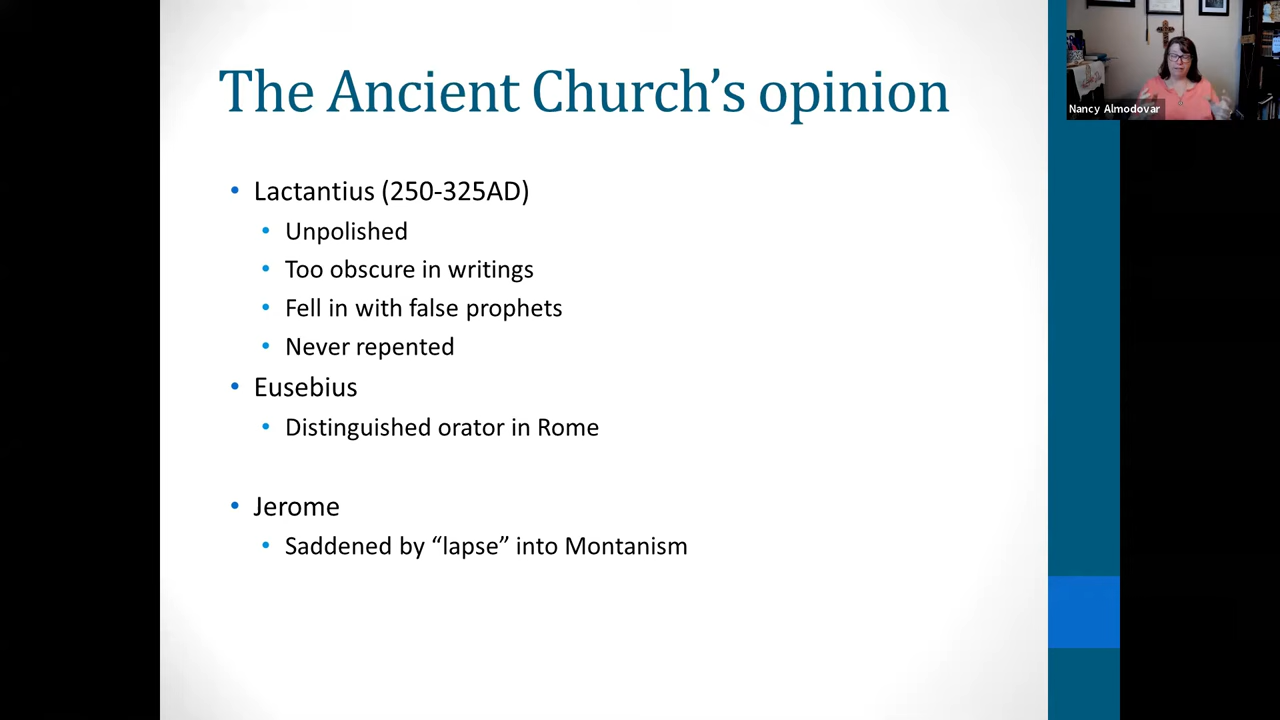 The Ancient Church’s opinion
Nancy Almodovar
• Lactantius (250-325AD)
• Unpolished
• Too obscure in writings
• Fell in with false prophets
• Never repented
• Eusebius
• Distinguished orator in Rome
• Jerome
• Saddened by “lapse” into Montanism